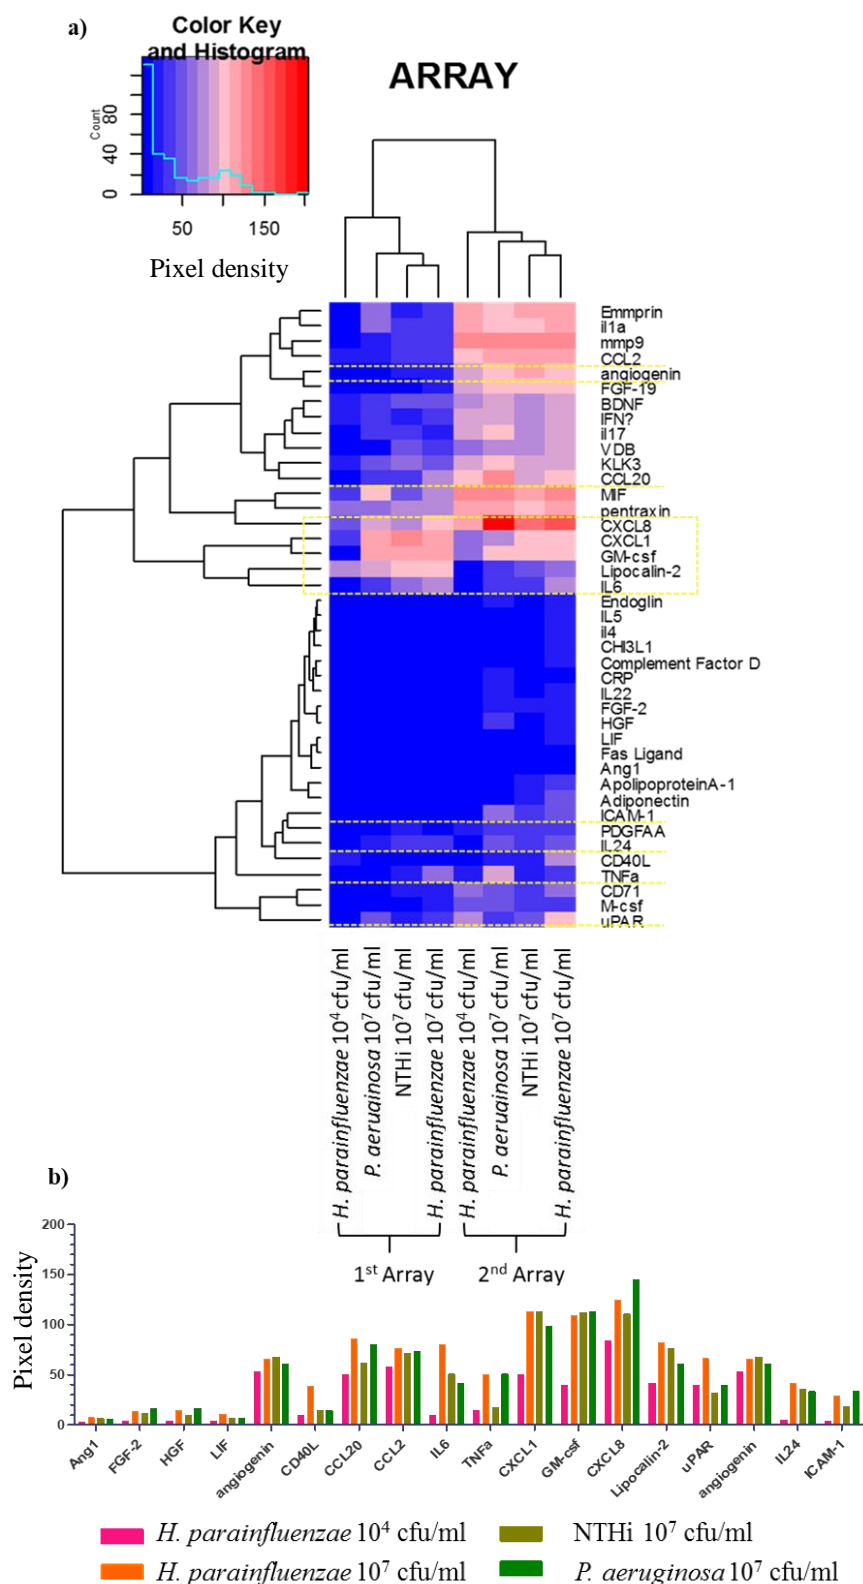 a)
Color Key
and Histogram
ARRAY
Count
0 40 80
50 150
Pixel density
Emmprin
il1a
mmp9
CCL2
angiogenin
FGF-19
BDNF
IFN?
il17
VDB
KLK3
CCL20
MIF
pentraxin
CXCL8
CXCL1
GM-csf
Lipocalin-2
IL6
Endoglin
IL5
il4
CHI3L1
Complement Factor D
CRP
IL22
FGF-2
HGF
LIF
Fas Ligand
Ang1
ApolipoproteinA-1
Adiponectin
ICAM-1
PDGFAA
IL24
CD40L
TNFa
CD71
M-csf
uPAR
H. parainfluenzae 10⁴ cfu/ml
P. aeruainosa 10⁷ cfu/ml
NTHi 10⁷ cfu/ml
H. parainfluenzae 10⁷ cfu/ml
H. parainfluenzae 10⁴ cfu/ml
P. aeruainosa 10⁷ cfu/ml
NTHi 10⁷ cfu/ml
H. parainfluenzae 10⁷ cfu/ml
1st Array 2nd Array
b)
Pixel density
200
150
100
50
0
Ang1 FGF-2 HGF LIF angiogenin CD40L CCL20 CCL2 IL6 TNFa CXCL1 GM-csf CXCL8 Lipocalin-2 uPAR angiogenin IL24 ICAM-1
H. parainfluenzae 10⁴ cfu/ml NTHi 10⁷ cfu/ml
H. parainfluenzae 10⁷ cfu/ml P. aeruginosa 10⁷ cfu/ml